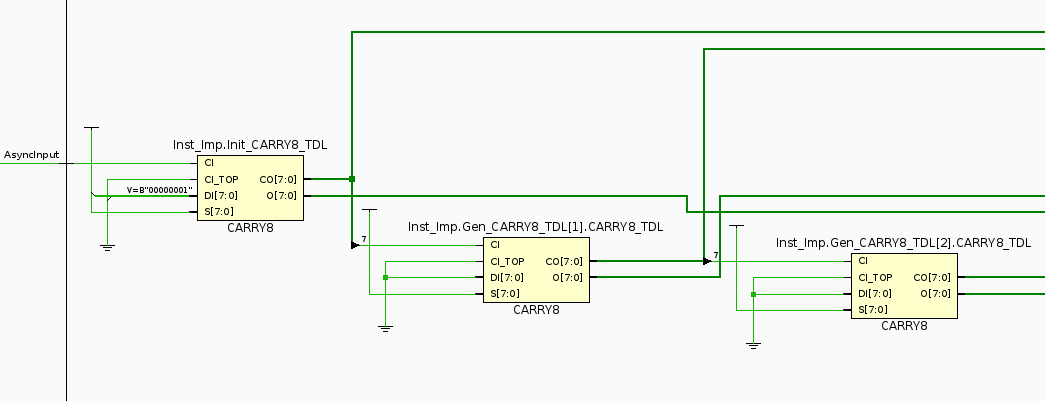 Inst_Imp.Init_CARRY8_TDL
AsyncInput
CI
CI_TOP
CO[7:0]
V=B"00000001"
DI[7:0]
O[7:0]
S[7:0]
CARRY8
Inst_Imp.Gen_CARRY8_TDL[1].CARRY8_TDL
7
CI
CI_TOP
CO[7:0]
DI[7:0]
O[7:0]
S[7:0]
CARRY8
Inst_Imp.Gen_CARRY8_TDL[2].CARRY8_TDL
7
CI
CI_TOP
CO[7:0]
DI[7:0]
O[7:0]
S[7:0]
CARRY8